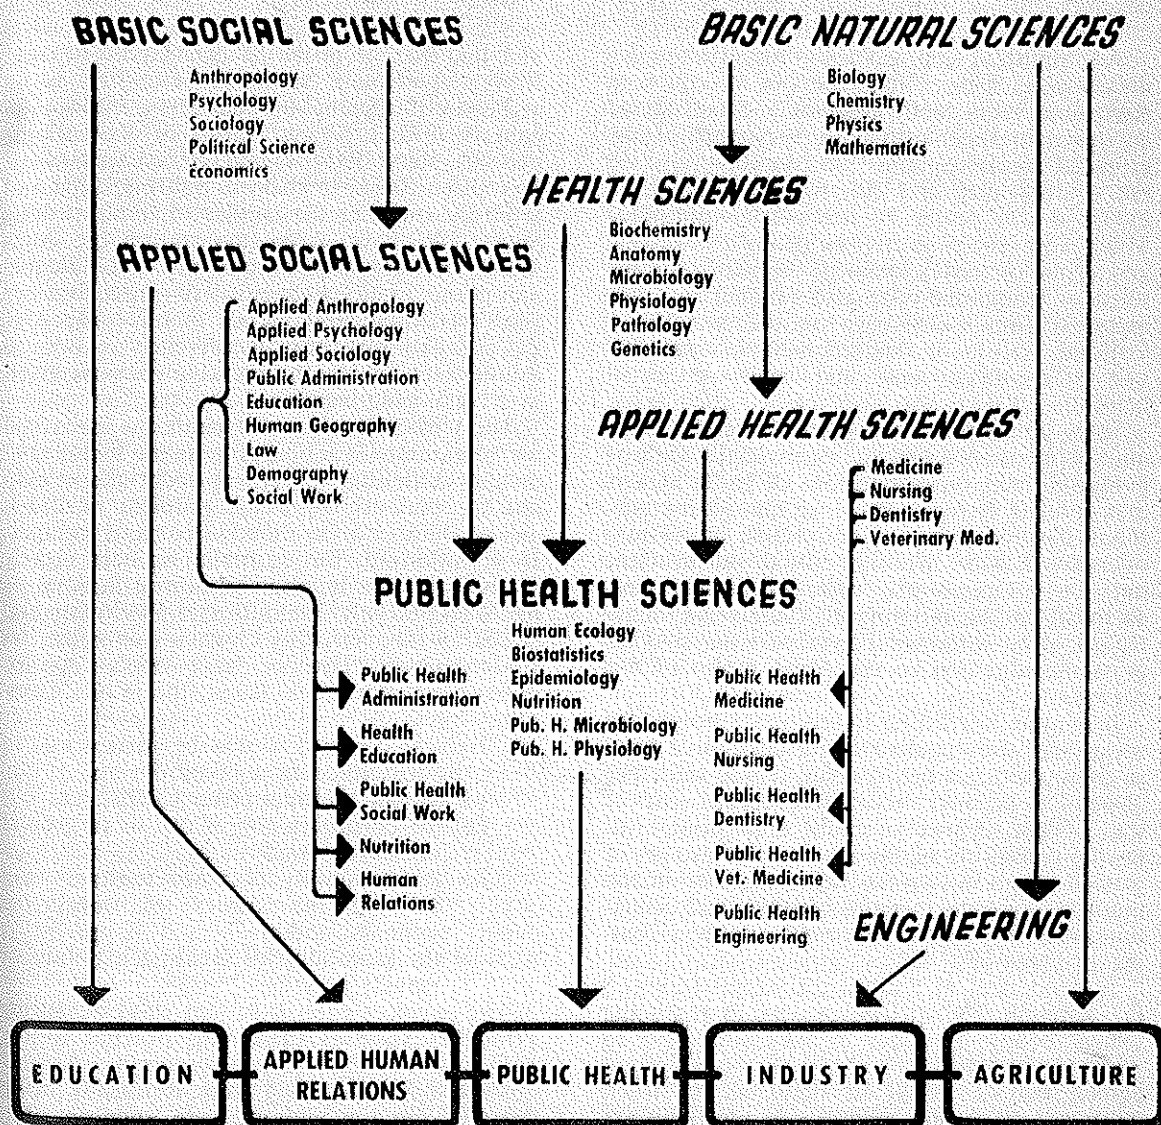 BASIC SOCIAL SCIENCES
Anthropology
Psychology
Sociology
Political Science
Economics
BASIC NATURAL SCIENCES
Biology
Chemistry
Physics
Mathematics
HEALTH SCIENCES
Biochemistry
Anatomy
Microbiology
Physiology
Pathology
Genetics
APPLIED SOCIAL SCIENCES
Applied Anthropology
Applied Psychology
Applied Sociology
Public Administration
Education
Human Geography
Law
Demography
Social Work
APPLIED HEALTH SCIENCES
Medicine
Nursing
Dentistry
Veterinary Med.
PUBLIC HEALTH SCIENCES
Human Ecology
Biostatistics
Epidemiology
Nutrition
Pub. H. Microbiology
Pub. H. Physiology
Public Health
Administration
Health
Education
Public Health
Social Work
Nutrition
Human
Relations
Public Health
Medicine
Public Health
Nursing
Public Health
Dentistry
Public Health
Vet. Medicine
Public Health
Engineering
ENGINEERING
EDUCATION
APPLIED HUMAN
RELATIONS
PUBLIC HEALTH
INDUSTRY
AGRICULTURE